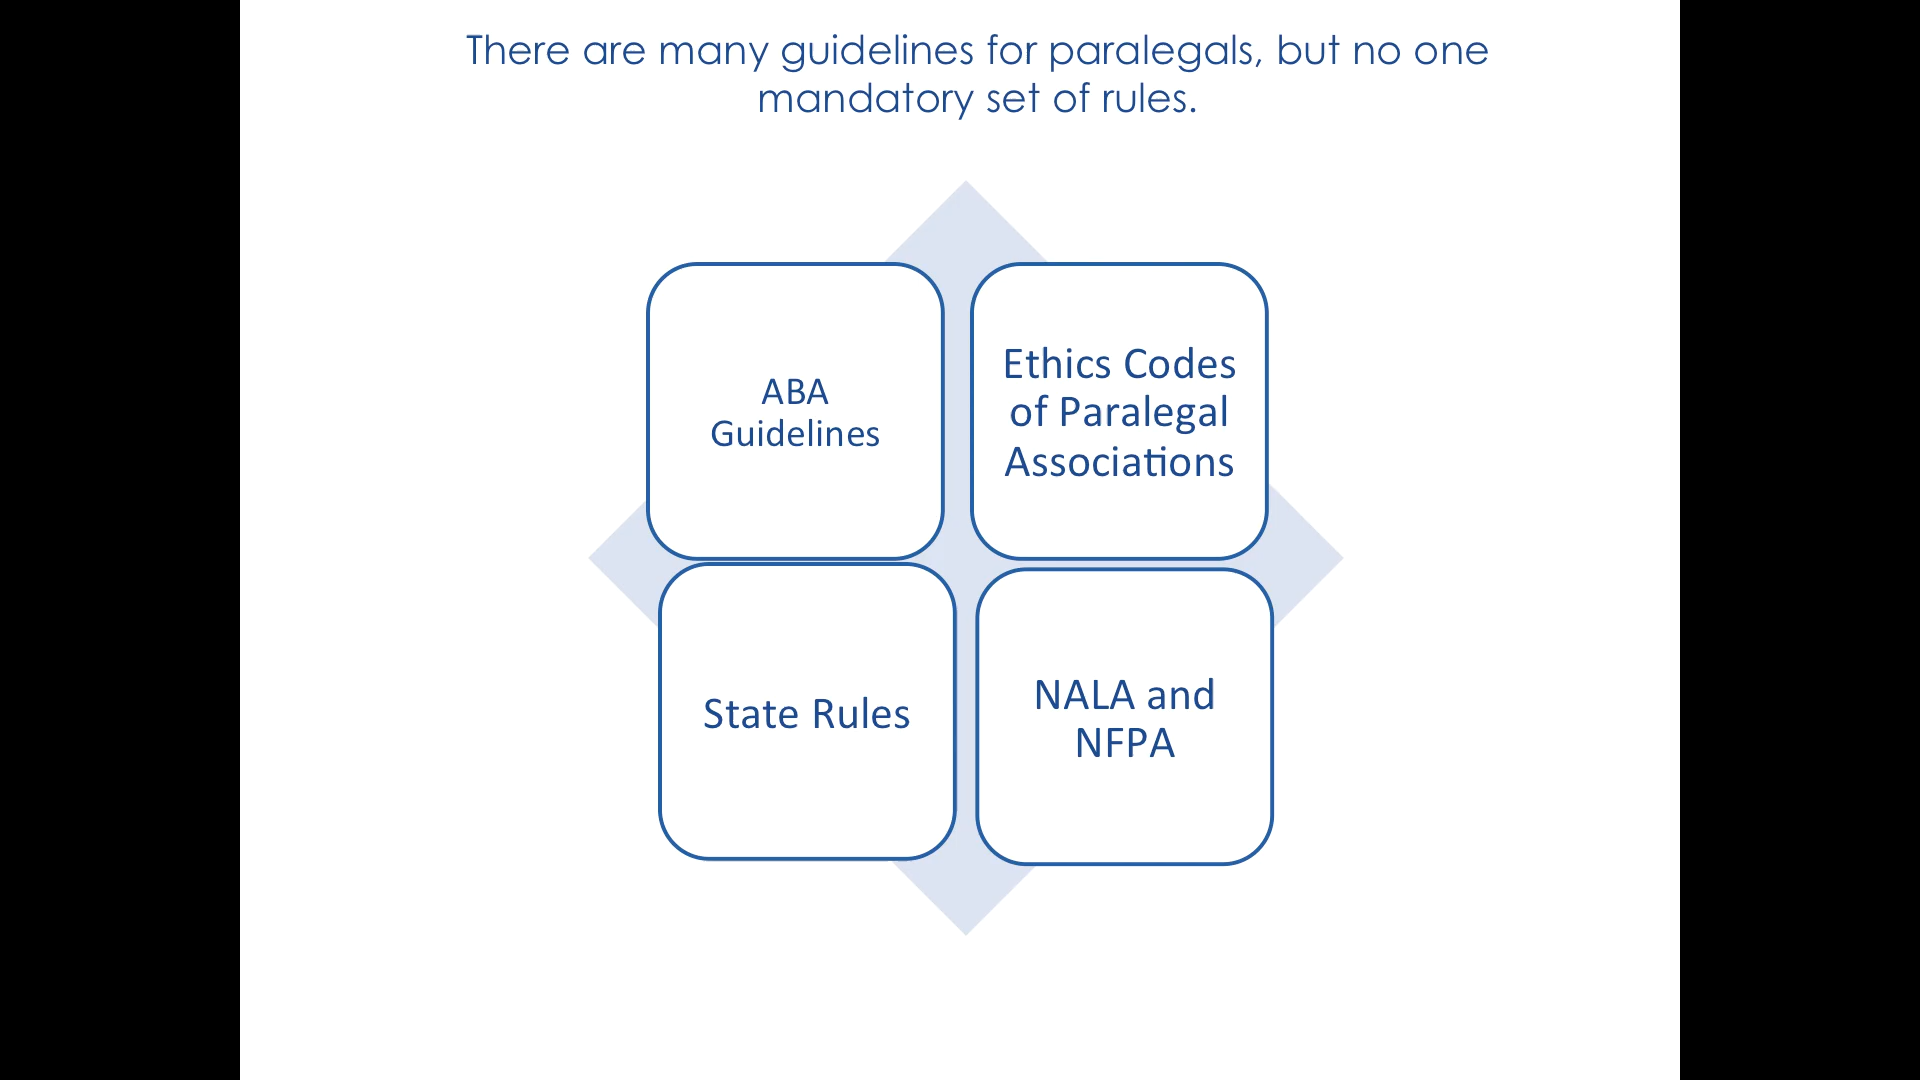 There are many guidelines for paralegals, but no one
mandatory set of rules.
ABA
Guidelines
Ethics Codes
of Paralegal
Associations
State Rules
NALA and
NFPA